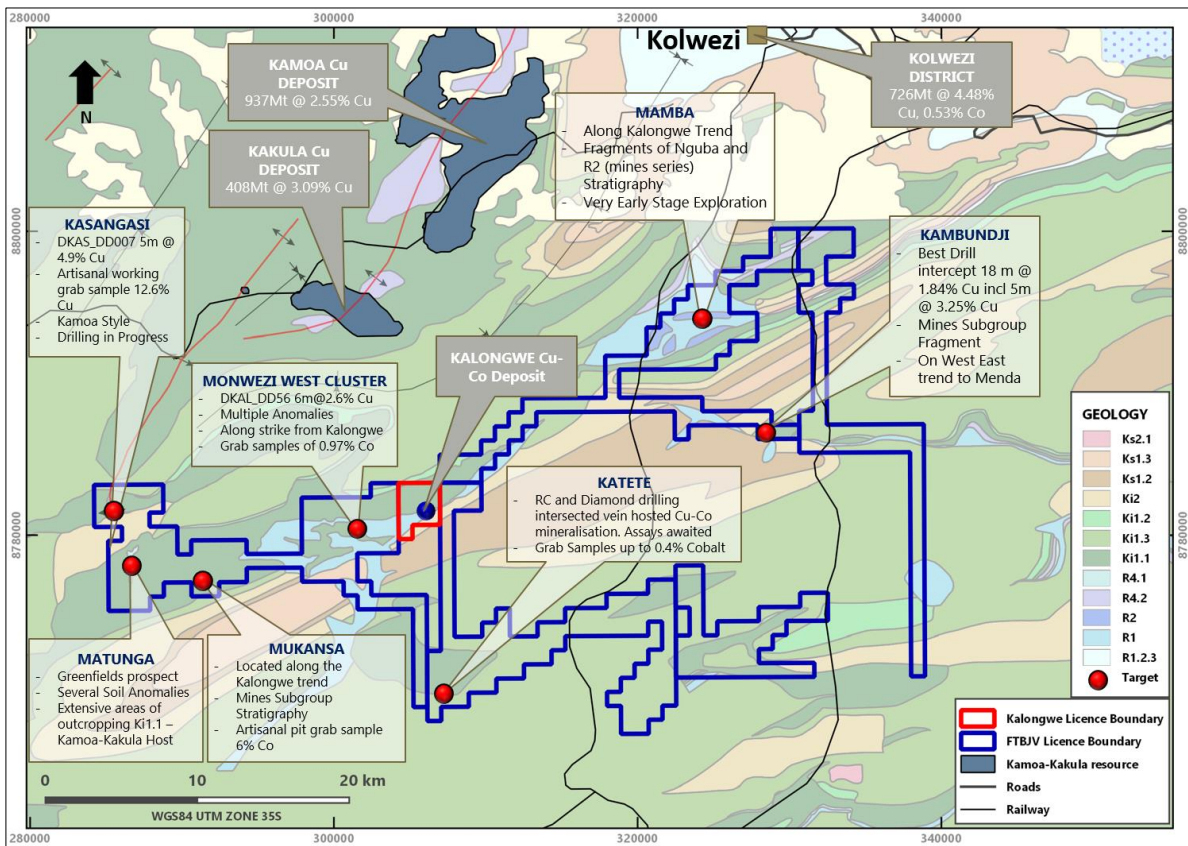 280000
300000
320000
340000
Kolwezi
N
KAMOA Cu
DEPOSIT
937Mt @ 2.55% Cu
KOLWEZI
DISTRICT
726Mt @ 4.48%
Cu, 0.53% Co
MAMBA
- Along Kalongwe Trend
- Fragments of Nguba and
R2 (mines series)
Stratigraphy
- Very Early Stage Exploration
KAKULA Cu
DEPOSIT
408Mt @ 3.09% Cu
8800000
8800000
KASANGASI
- DKAS_DD007 5m @
4.9% Cu
- Artisanal working
grab sample 12.6%
Cu
- Kamoa Style
- Drilling in Progress
KAMBUNDJI
- Best Drill
intercept 18 m @
1.84% Cu incl 5m
@ 3.25% Cu
- Mines Subgroup
Fragment
- On West East
trend to Menda
KALONGWE Cu-
Co Deposit
MONWEZI WEST CLUSTER
- DKAL_DD56 6m@2.6% Cu
- Multiple Anomalies
- Along strike from Kalongwe
- Grab samples of 0.97% Co
KATETE
- RC and Diamond drilling
intersected vein hosted Cu-Co
mineralisation. Assays awaited
- Grab Samples up to 0.4% Cobalt
8780000
8780000
MATUNGA
- Greenfields prospect
- Several Soil Anomalies
- Extensive areas of
outcropping Ki1.1 –
Kamoa-Kakula Host
MUKANSA
- Located along the
Kalongwe trend
- Mines Subgroup
Stratigraphy
- Artisanal pit grab sample
6% Co
GEOLOGY
Ks2.1
Ks1.3
Ks1.2
Ki2
Ki1.2
Ki1.3
Ki1.1
R4.1
R4.2
R2
R1
R1.2.3
Target
Kalongwe Licence Boundary
FTBJV Licence Boundary
Kamoa-Kakula resource
Roads
Railway
0
10
20 km
WGS84 UTM ZONE 35S
280000
300000
320000
340000